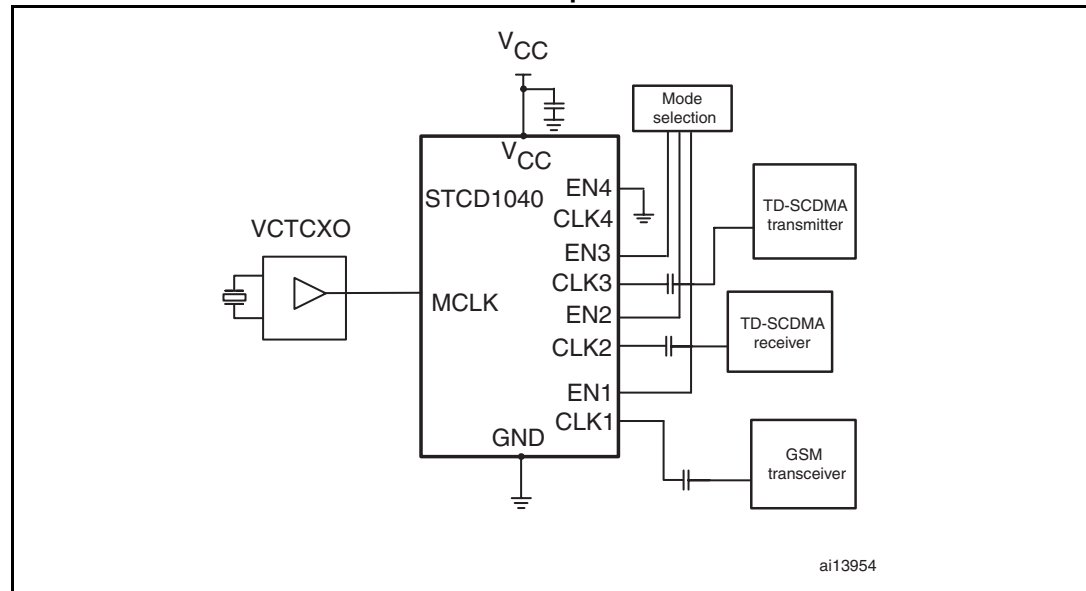 VCC
Mode
selection
VCC
STCD1040
EN4
CLK4
EN3
CLK3
EN2
CLK2
EN1
CLK1
GND
MCLK
VCTCXO
TD-SCDMA
transmitter
TD-SCDMA
receiver
GSM
transceiver
ai13954